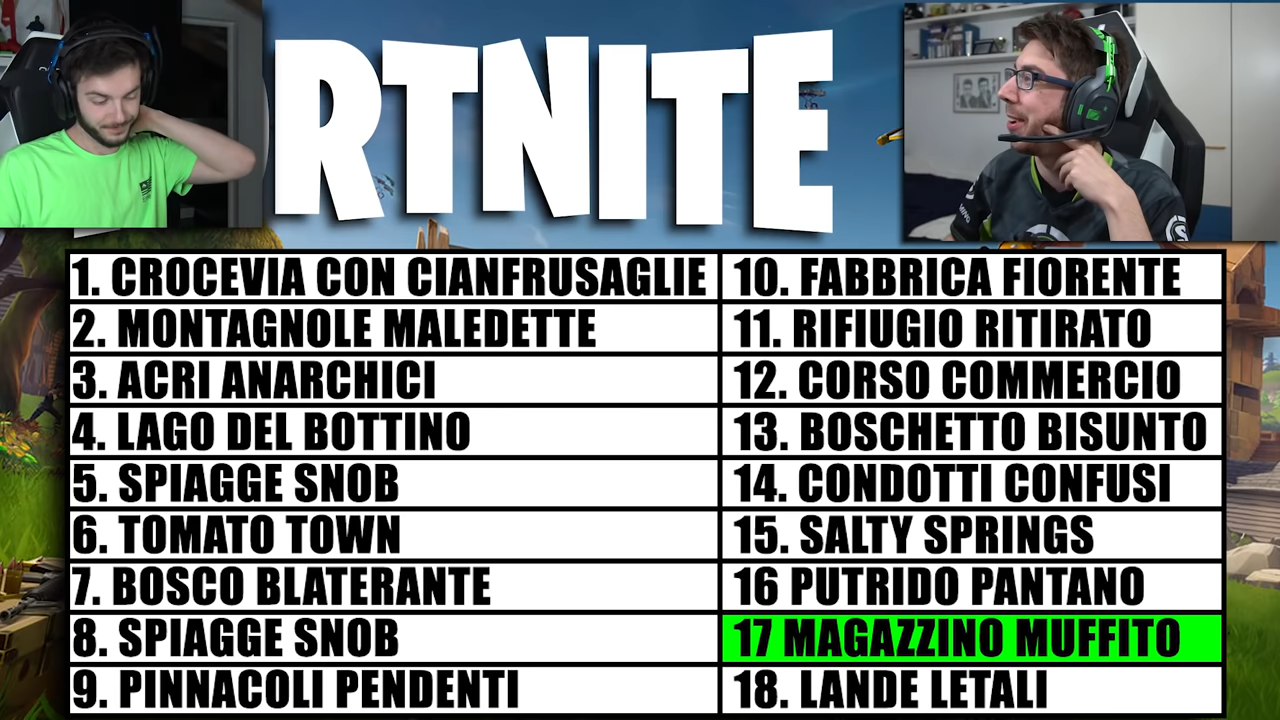 RTNITE
1. CROCEVIA CON CIANFRUSAGLIE
2. MONTAGNOLE MALEDETTE
3. ACRI ANARCHICI
4. LAGO DEL BOTTINO
5. SPIAGGE SNOB
6. TOMATO TOWN
7. BOSCO BLATERANTE
8. SPIAGGE SNOB
9. PINNACOLI PENDENTI
10. FABBRICA FIORENTE
11. RIFIUGIO RITIRATO
12. CORSO COMMERCIO
13. BOSCHETTO BISUNTO
14. CONDOTTI CONFUSI
15. SALTY SPRINGS
16 PUTRIDO PANTANO
17 MAGAZZINO MUFFITO
18. LANDE LETALI